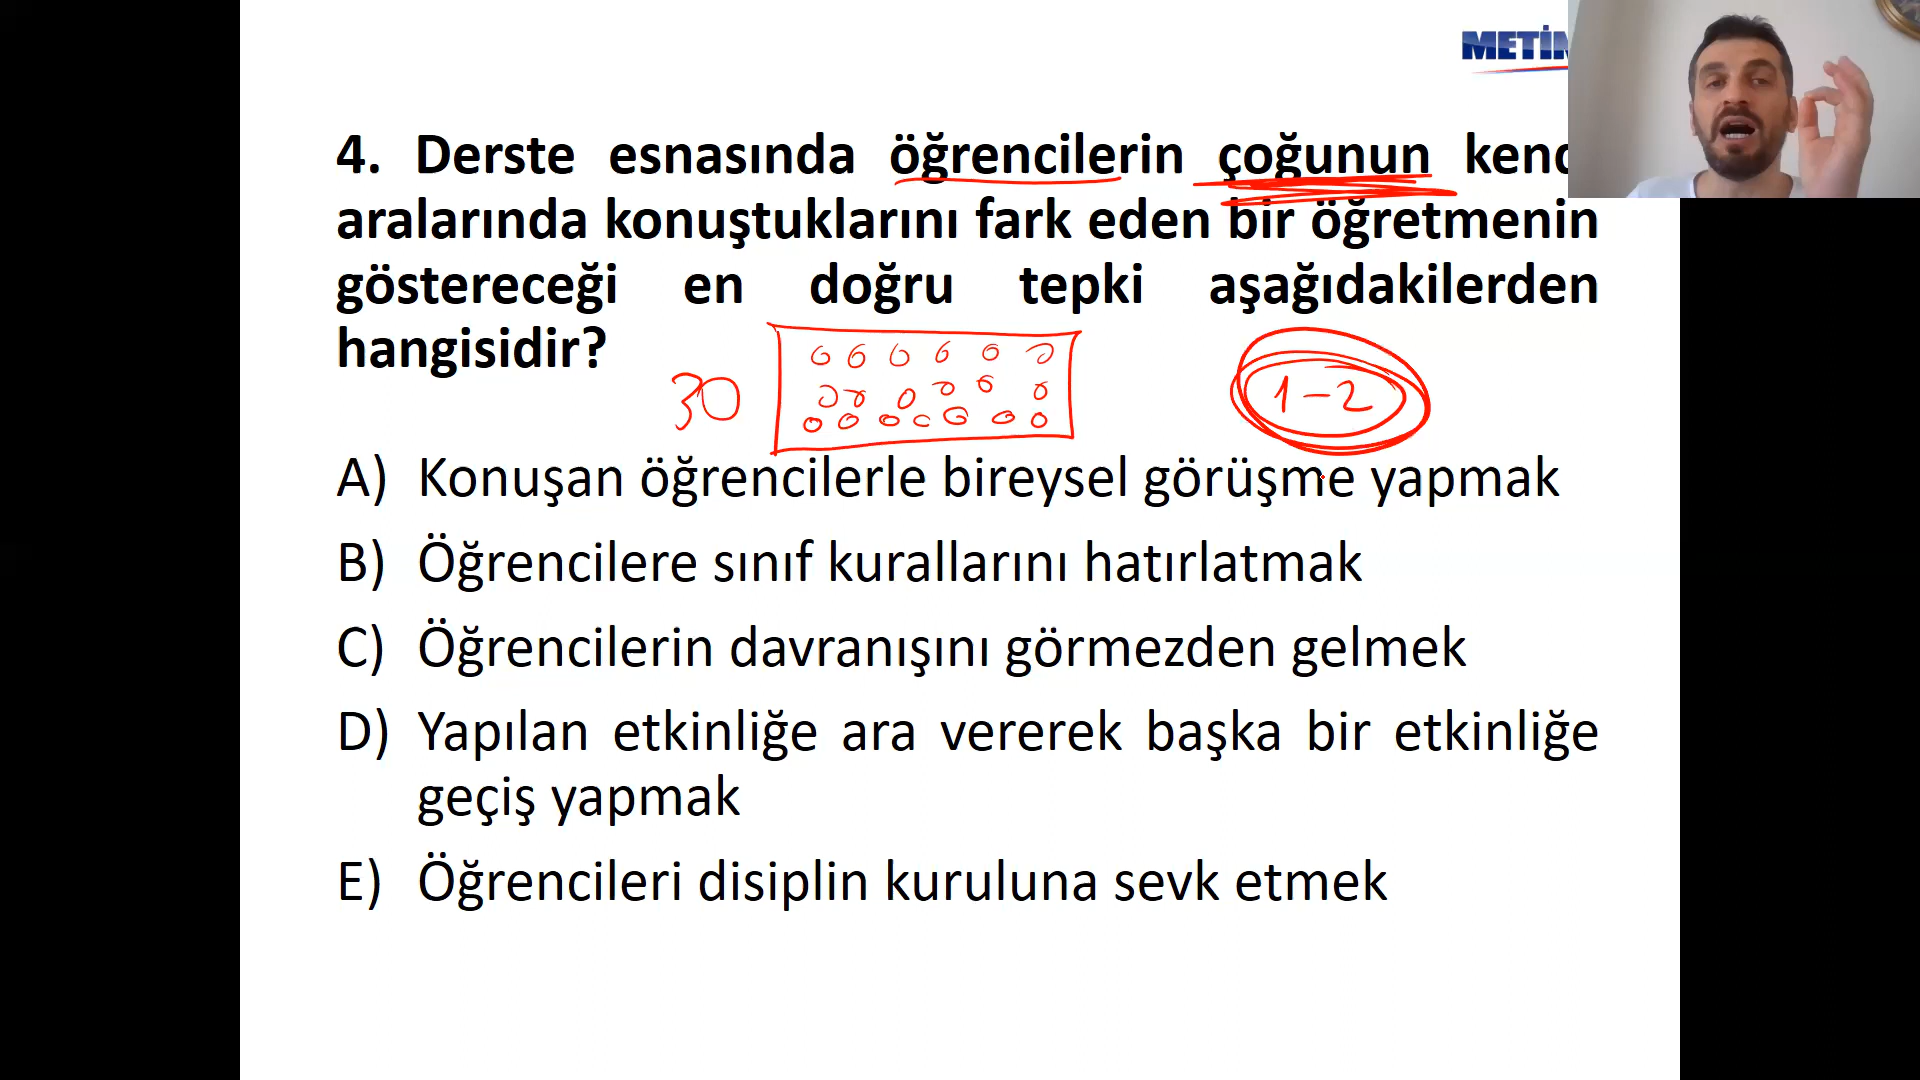 METİ
4. Derste esnasında öğrencilerin çoğunun kend
aralarında konuştuklarını fark eden bir öğretmenin
göstereceği en doğru tepki aşağıdakilerden
hangisidir?
30
1-2
A) Konuşan öğrencilerle bireysel görüşme yapmak
B) Öğrencilere sınıf kurallarını hatırlatmak
C) Öğrencilerin davranışını görmezden gelmek
D) Yapılan etkinliğe ara vererek başka bir etkinliğe
geçiş yapmak
E) Öğrencileri disiplin kuruluna sevk etmek